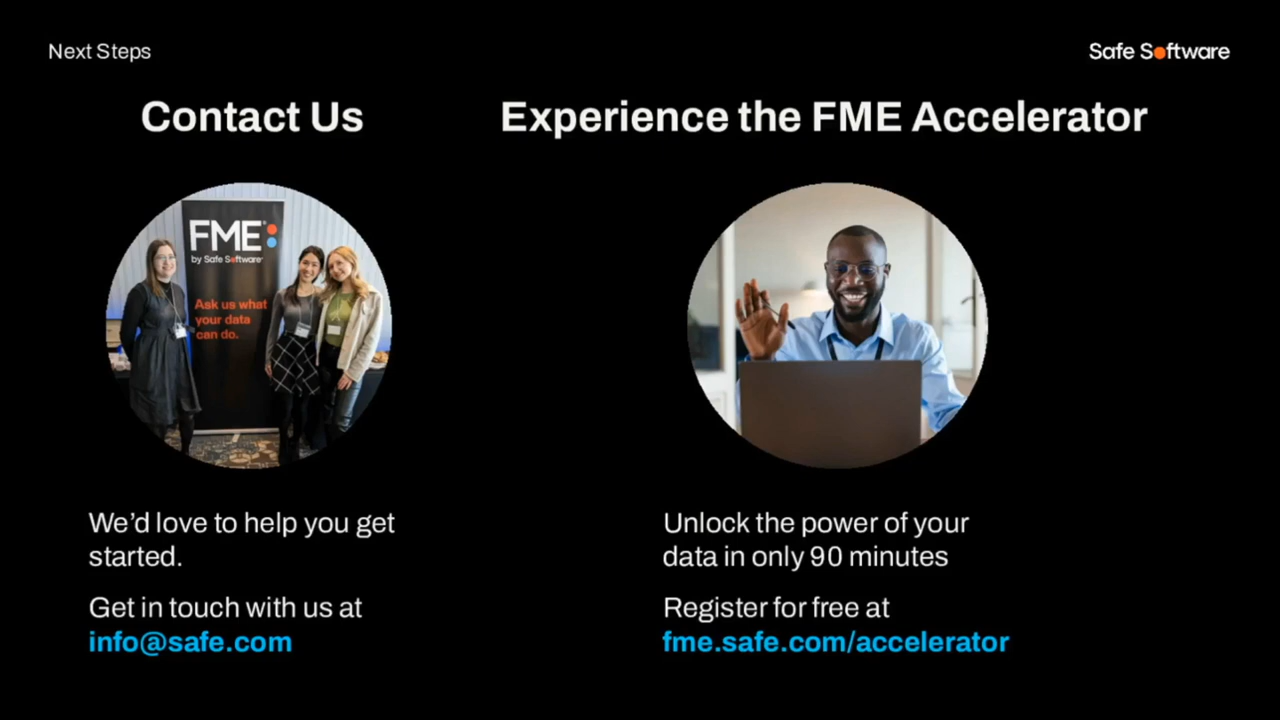 Next Steps
Safe Software
Contact Us
Experience the FME Accelerator
FME:
by Safe Software
Ask us what
your data
can do.
We’d love to help you get
started.
Get in touch with us at
info@safe.com
Unlock the power of your
data in only 90 minutes
Register for free at
fme.safe.com/accelerator